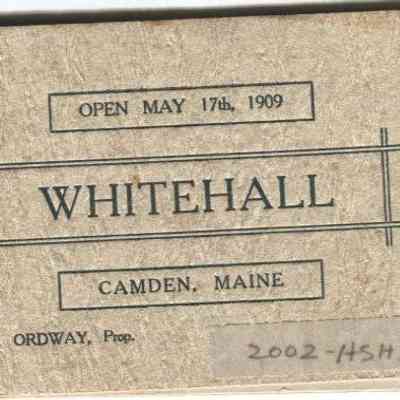 OPEN MAY 17th, 1909
WHITEHALL
CAMDEN, MAINE
ORDWAY, Prop.
2002-HSH